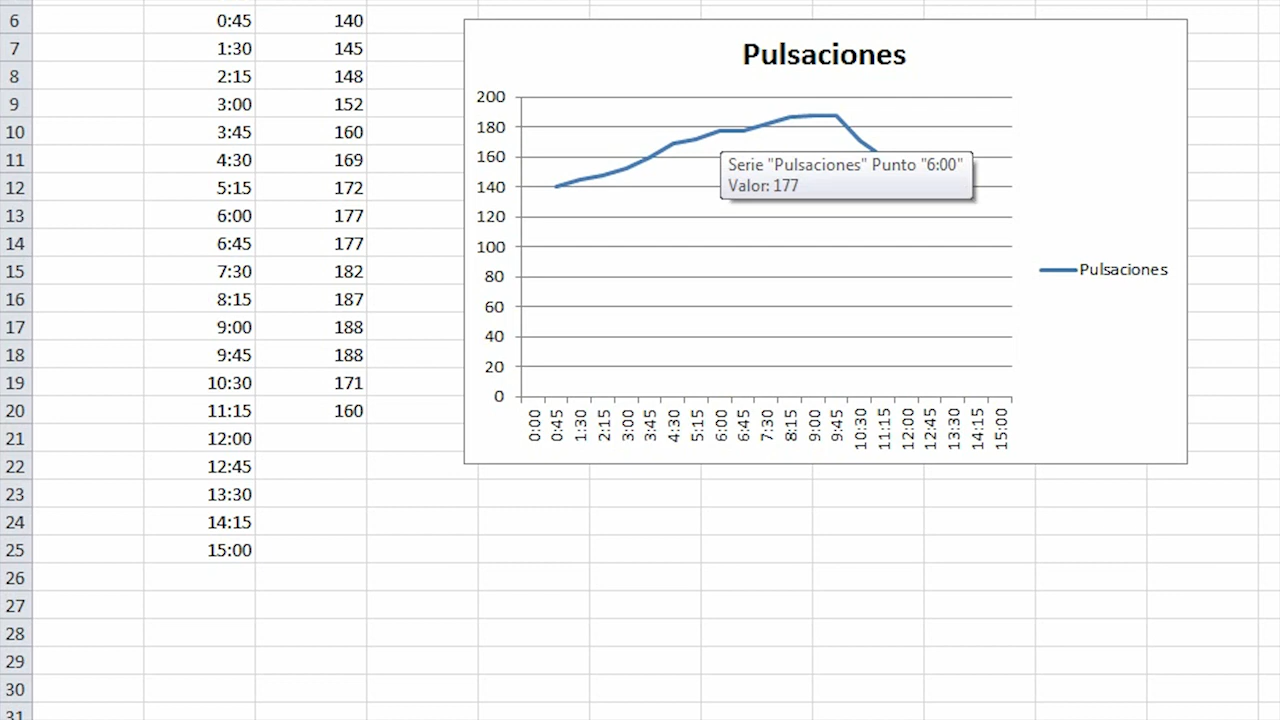 6 0:45 140
7 1:30 145
8 2:15 148
9 3:00 152
10 3:45 160
11 4:30 169
12 5:15 172
13 6:00 177
14 6:45 177
15 7:30 182
16 8:15 187
17 9:00 188
18 9:45 188
19 10:30 171
20 11:15 160
21 12:00
22 12:45
23 13:30
24 14:15
25 15:00
26
27
28
29
30
31
Pulsaciones
200
180
160
140
120
100
80
60
40
20
0
0:00 0:45 1:30 2:15 3:00 3:45 4:30 5:15 6:00 6:45 7:30 8:15 9:00 9:45 10:30 11:15 12:00 12:45 13:30 14:15 15:00
Serie "Pulsaciones" Punto "6:00"
Valor: 177
Pulsaciones